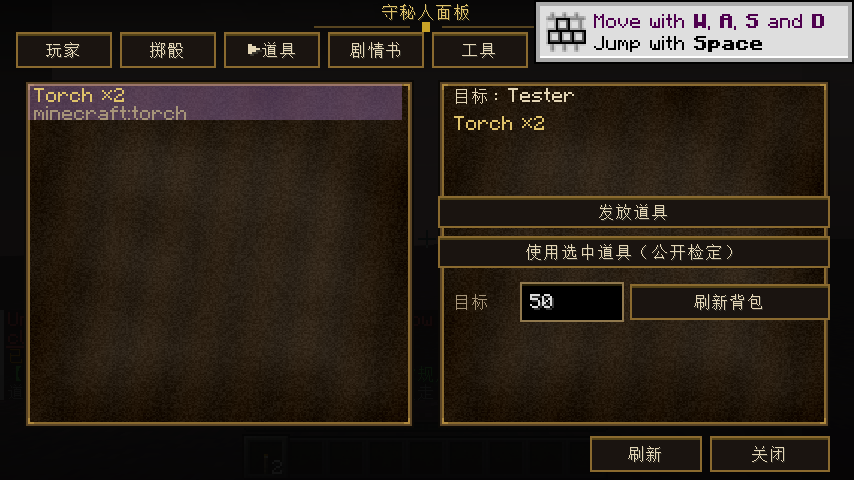 守秘人面板
Move with W, A, S and D
Jump with Space
玩家
掷骰
▶道具
剧情书
工具
Torch ×2
minecraft:torch
目标：Tester
Torch ×2
发放道具
使用选中道具（公开检定）
目标
50
刷新背包
2
刷新
关闭